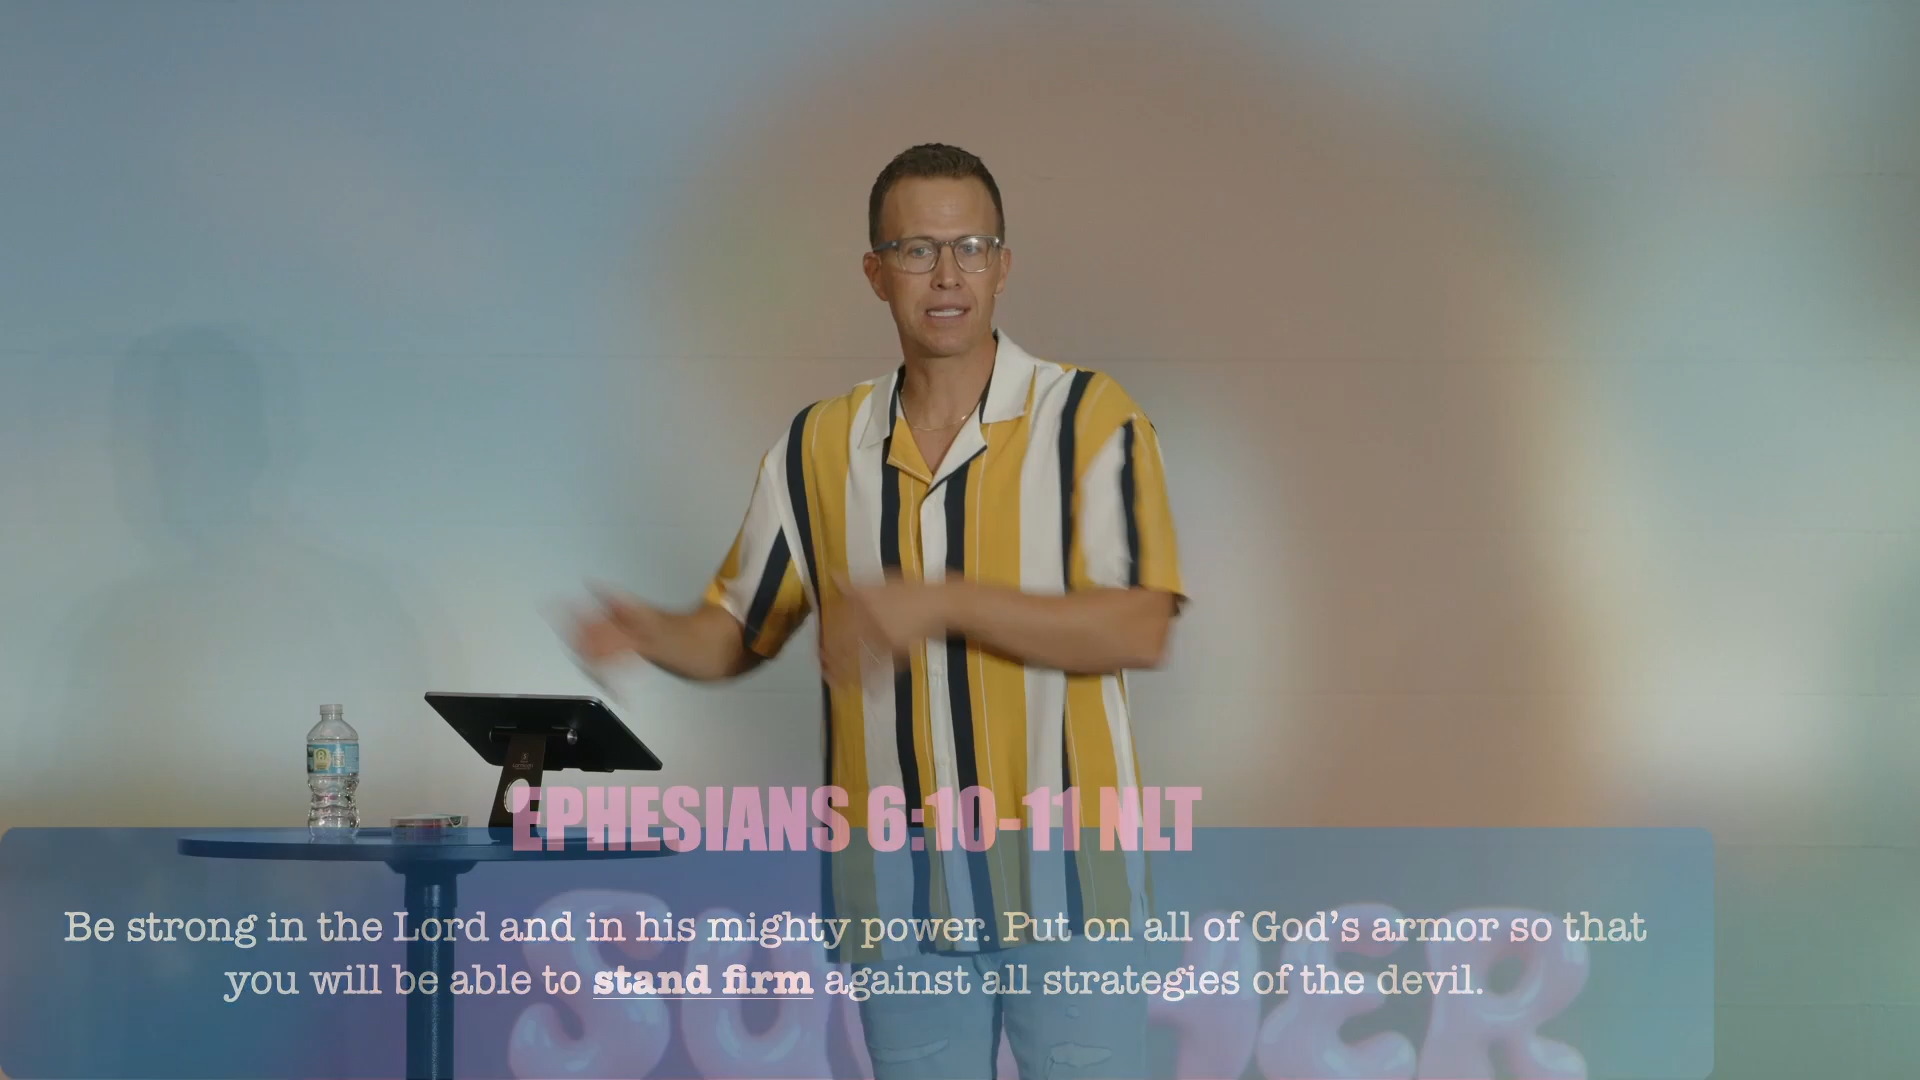 EPHESIANS 6:10-11 NLT
Be strong in the Lord and in his mighty power. Put on all of God's armor so that
you will be able to stand firm against all strategies of the devil.
SUMMER